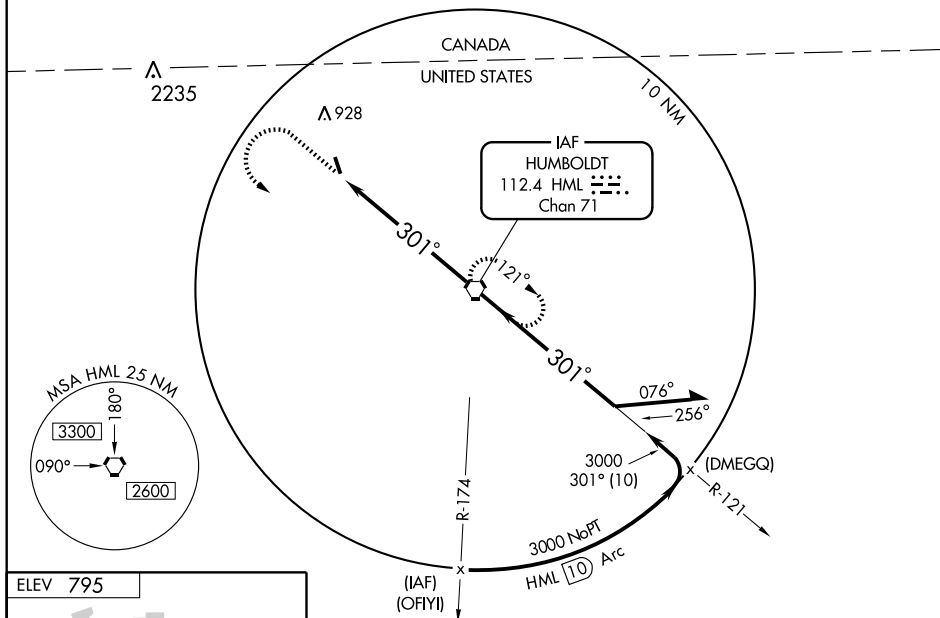 CANADA
UNITED STATES
2235
928
10 NM
IAF
HUMBOLDT
112.4 HML
Chan 71
301°
121°
301°
076°
256°
MSA HML 25 NM
180°
3300
090°
2600
3000
301° (10)
(DMEGQ)
R-121
R-174
3000 NoPT
HML 10 Arc
(IAF)
(OFIYI)
ELEV 795